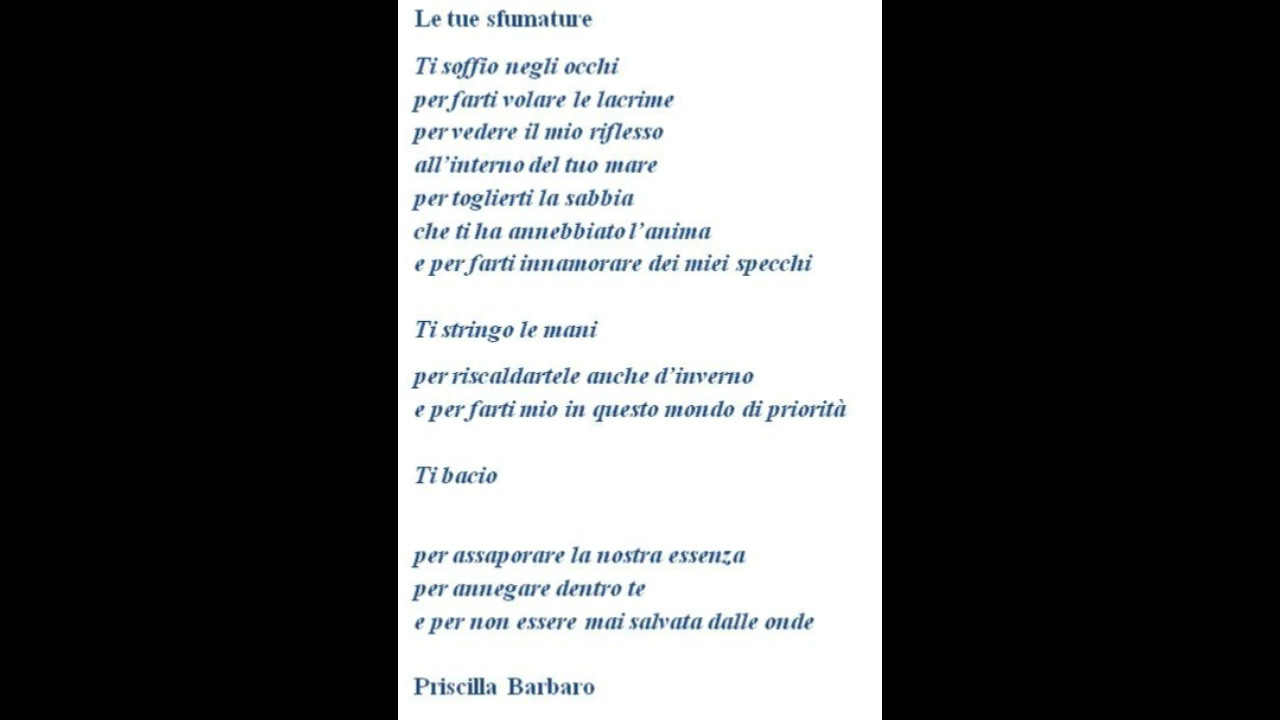 Le tue sfumature
Ti soffio negli occhi
per farti volare le lacrime
per vedere il mio riflesso
all’interno del tuo mare
per toglierti la sabbia
che ti ha annebbiato l’anima
e per farti innamorare dei miei specchi
Ti stringo le mani
per riscaldartele anche d’inverno
e per farti mio in questo mondo di priorità
Ti bacio
per assaporare la nostra essenza
per annegare dentro te
e per non essere mai salvata dalle onde
Priscilla Barbaro